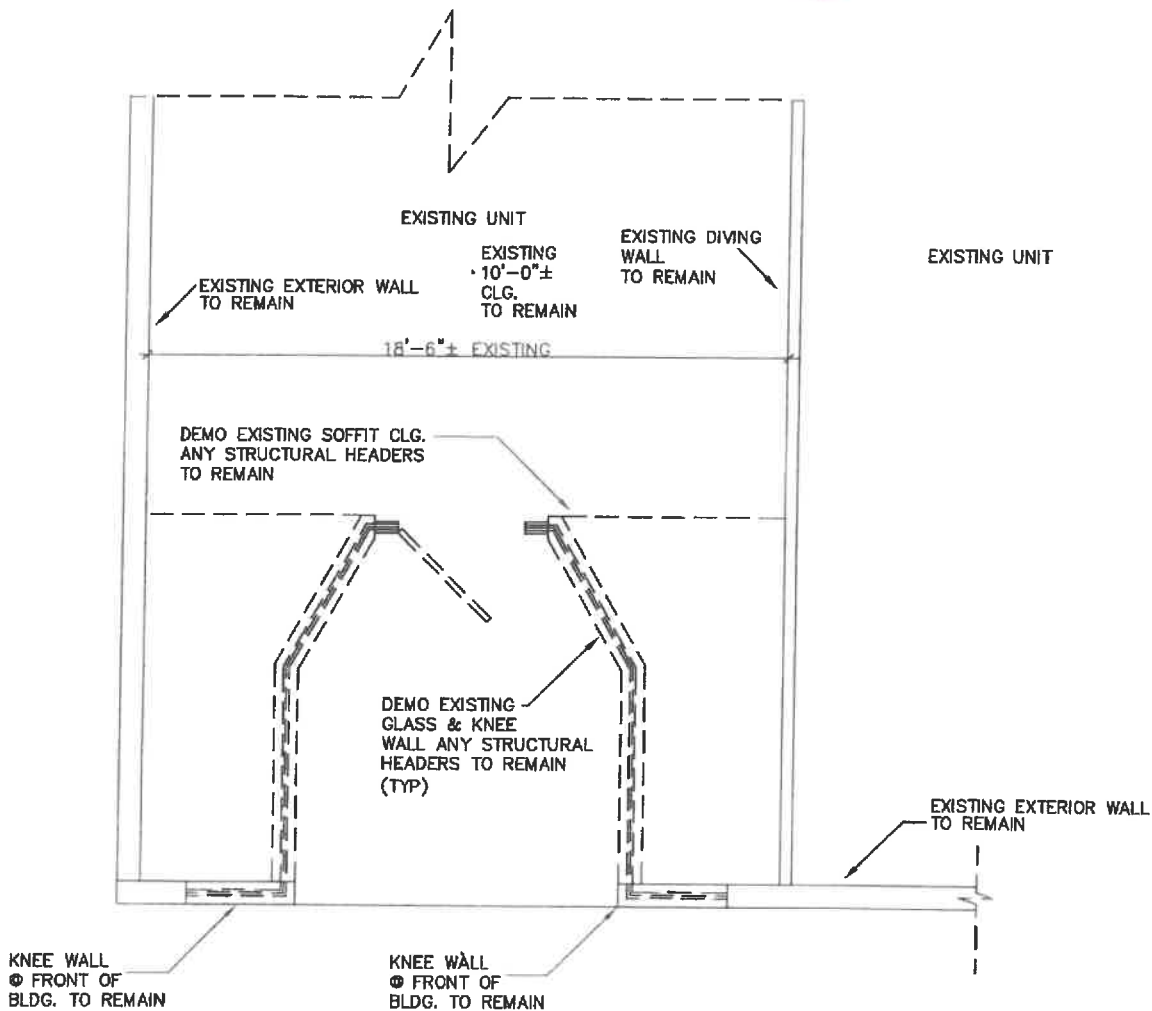 EXISTING UNIT
EXISTING
10'-0"±
CLG.
TO REMAIN
EXISTING DIVING
WALL
TO REMAIN
EXISTING UNIT
EXISTING EXTERIOR WALL
TO REMAIN
18'-6"± EXISTING
DEMO EXISTING SOFFIT CLG.
ANY STRUCTURAL HEADERS
TO REMAIN
DEMO EXISTING
GLASS & KNEE
WALL ANY STRUCTURAL
HEADERS TO REMAIN
(TYP)
EXISTING EXTERIOR WALL
TO REMAIN
KNEE WALL
@ FRONT OF
BLDG. TO REMAIN
KNEE WALL
@ FRONT OF
BLDG. TO REMAIN